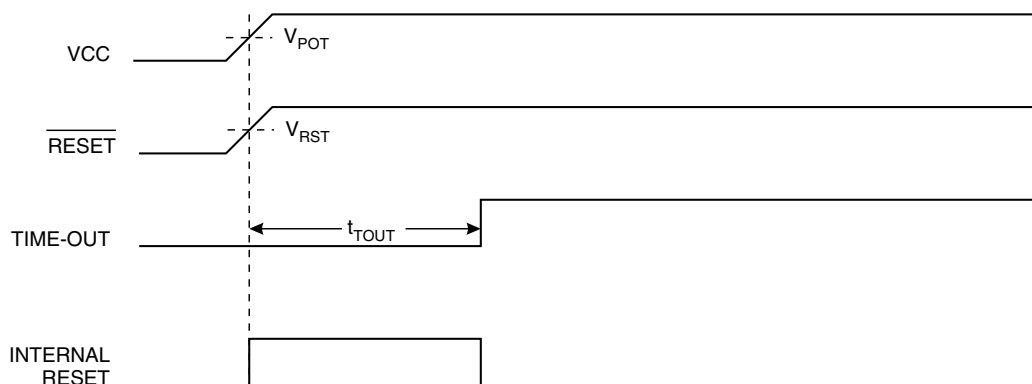 VCC
V_POT
RESET
V_RST
TIME-OUT
t_TOUT
INTERNAL
RESET